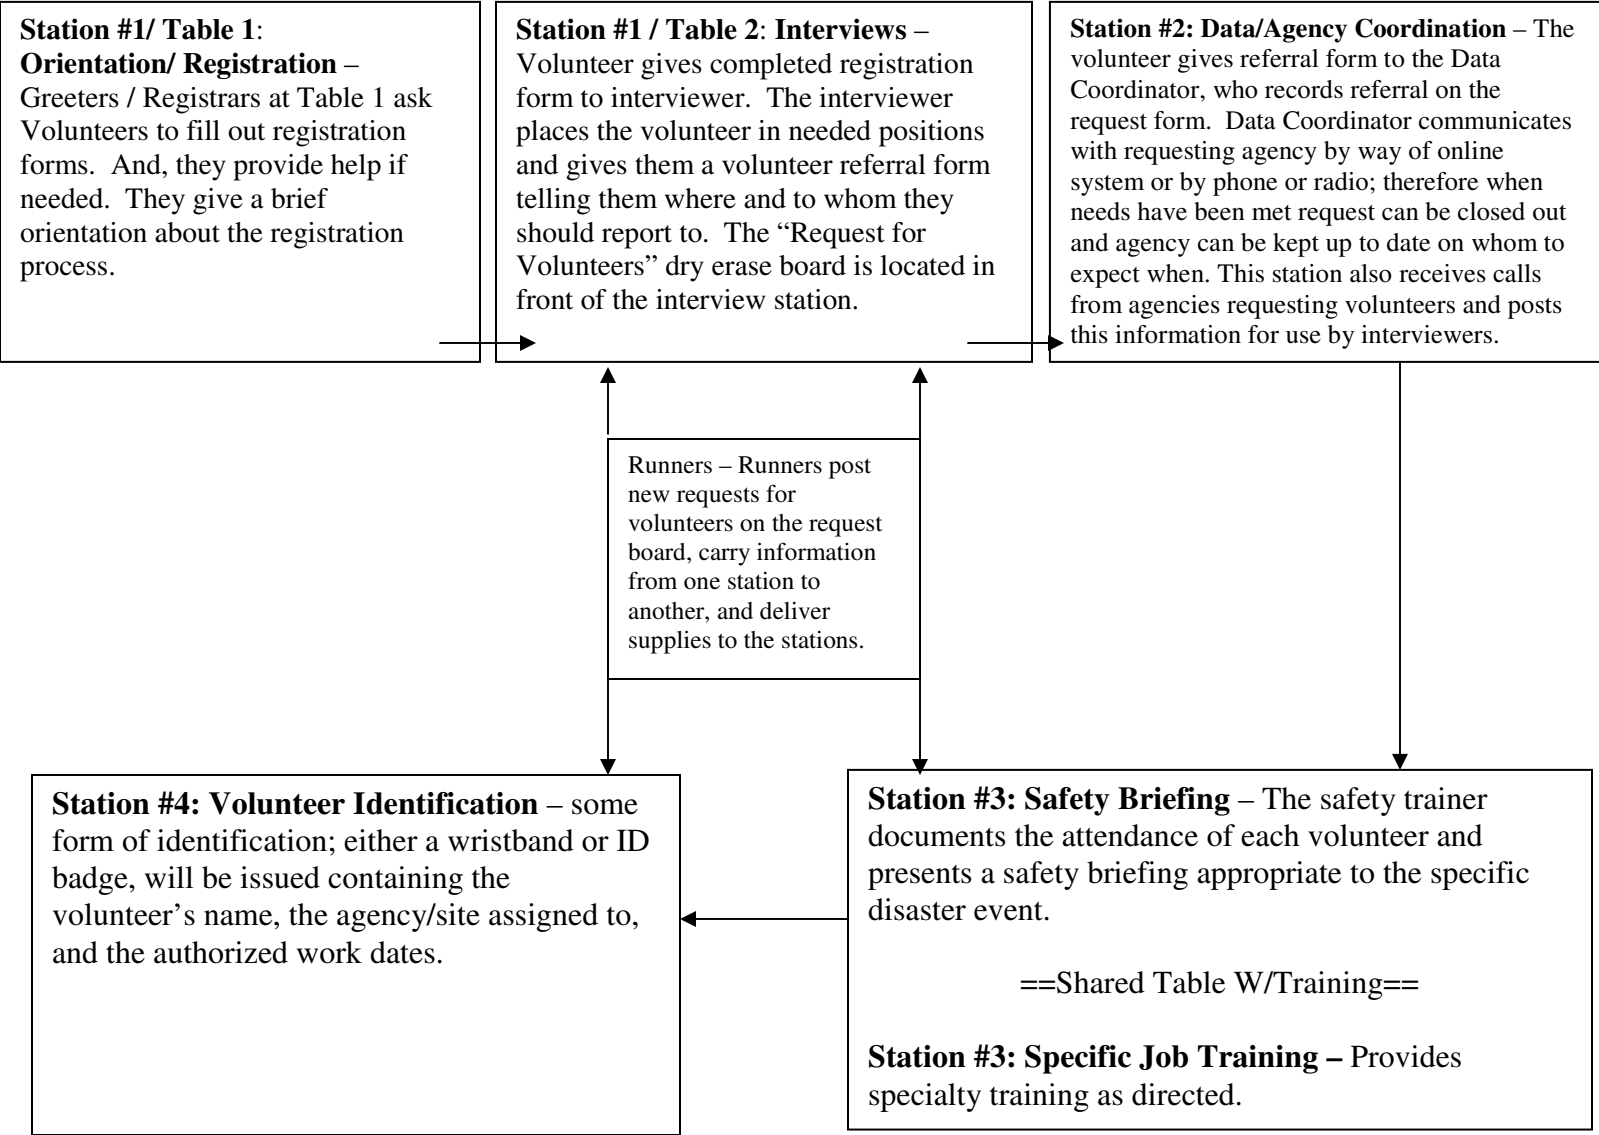 Station #1/ Table 1:
Orientation/ Registration –
Greeters / Registrars at Table 1 ask
Volunteers to fill out registration
forms.  And, they provide help if
needed.  They give a brief
orientation about the registration
process.
Station #1 / Table 2: Interviews –
Volunteer gives completed registration
form to interviewer.  The interviewer
places the volunteer in needed positions
and gives them a volunteer referral form
telling them where and to whom they
should report to.  The “Request for
Volunteers” dry erase board is located in
front of the interview station.
Station #2: Data/Agency Coordination – The
volunteer gives referral form to the Data
Coordinator, who records referral on the
request form.  Data Coordinator communicates
with requesting agency by way of online
system or by phone or radio; therefore when
needs have been met request can be closed out
and agency can be kept up to date on whom to
expect when. This station also receives calls
from agencies requesting volunteers and posts
this information for use by interviewers.
Runners – Runners post
new requests for
volunteers on the request
board, carry information
from one station to
another, and deliver
supplies to the stations.
Station #4: Volunteer Identification – some
form of identification; either a wristband or ID
badge, will be issued containing the
volunteer’s name, the agency/site assigned to,
and the authorized work dates.
Station #3: Safety Briefing – The safety trainer
documents the attendance of each volunteer and
presents a safety briefing appropriate to the specific
disaster event.
==Shared Table W/Training==
Station #3: Specific Job Training – Provides
specialty training as directed.